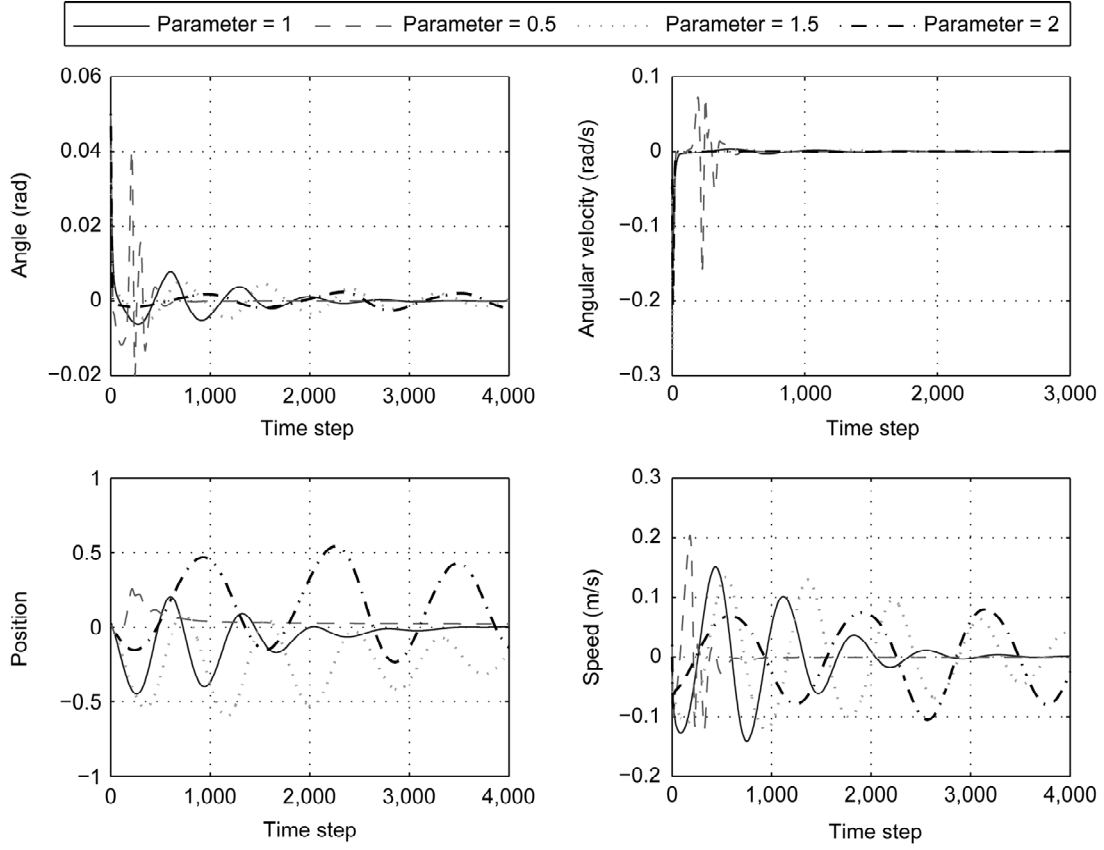 Parameter = 1 Parameter = 0.5 Parameter = 1.5 Parameter = 2
0.06
0.04
0.02
0
−0.02
Angle (rad)
0 1,000 2,000 3,000 4,000
Time step
0.1
0
−0.1
−0.2
−0.3
Angular velocity (rad/s)
0 1,000 2,000 3,000
Time step
1
0.5
0
−0.5
−1
Position
0 1,000 2,000 3,000 4,000
Time step
0.3
0.2
0.1
0
−0.1
−0.2
Speed (m/s)
0 1,000 2,000 3,000 4,000
Time step